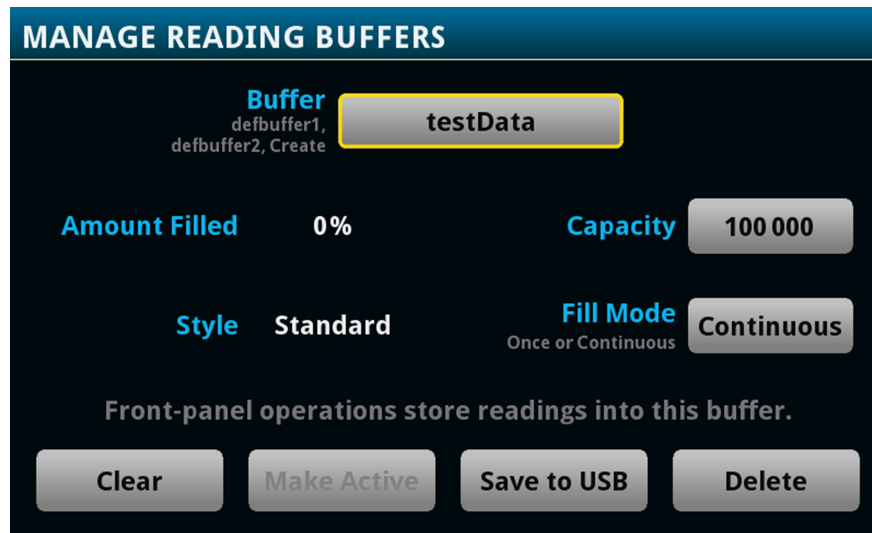 MANAGE READING BUFFERS
Buffer
defbuffer1,
defbuffer2, Create
testData
Amount Filled 0%
Capacity 100 000
Style Standard
Fill Mode
Once or Continuous
Continuous
Front-panel operations store readings into this buffer.
Clear Make Active Save to USB Delete